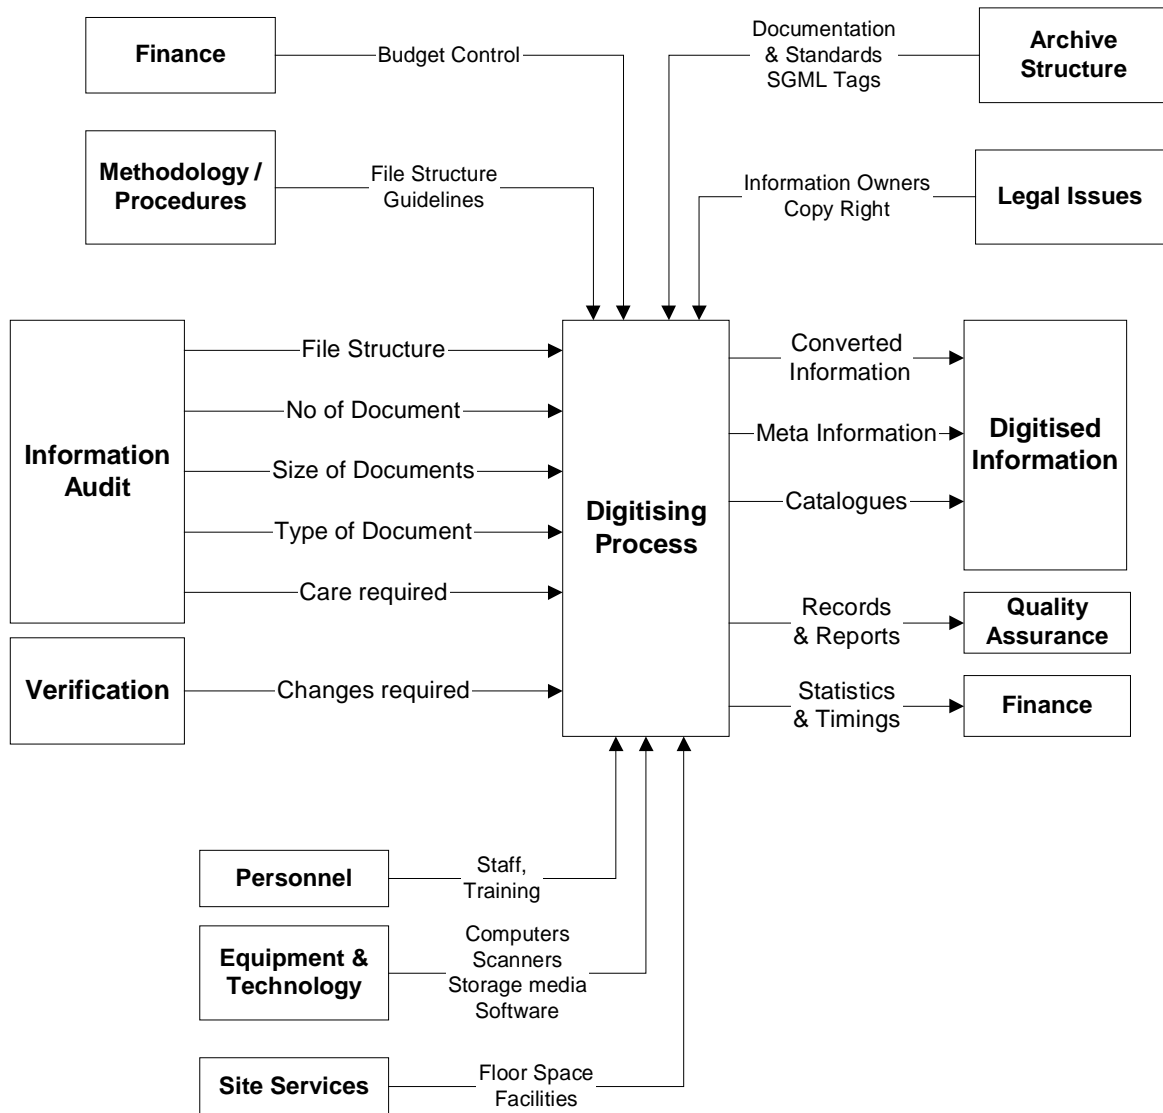 Finance
Budget Control
Documentation
& Standards
SGML Tags
Archive
Structure
Methodology /
Procedures
File Structure
Guidelines
Information Owners
Copy Right
Legal Issues
Information
Audit
File Structure
No of Document
Size of Documents
Type of Document
Care required
Verification
Changes required
Digitising
Process
Converted
Information
Meta Information
Catalogues
Digitised
Information
Records
& Reports
Quality
Assurance
Statistics
& Timings
Finance
Personnel
Staff,
Training
Equipment &
Technology
Computers
Scanners
Storage media
Software
Site Services
Floor Space
Facilities